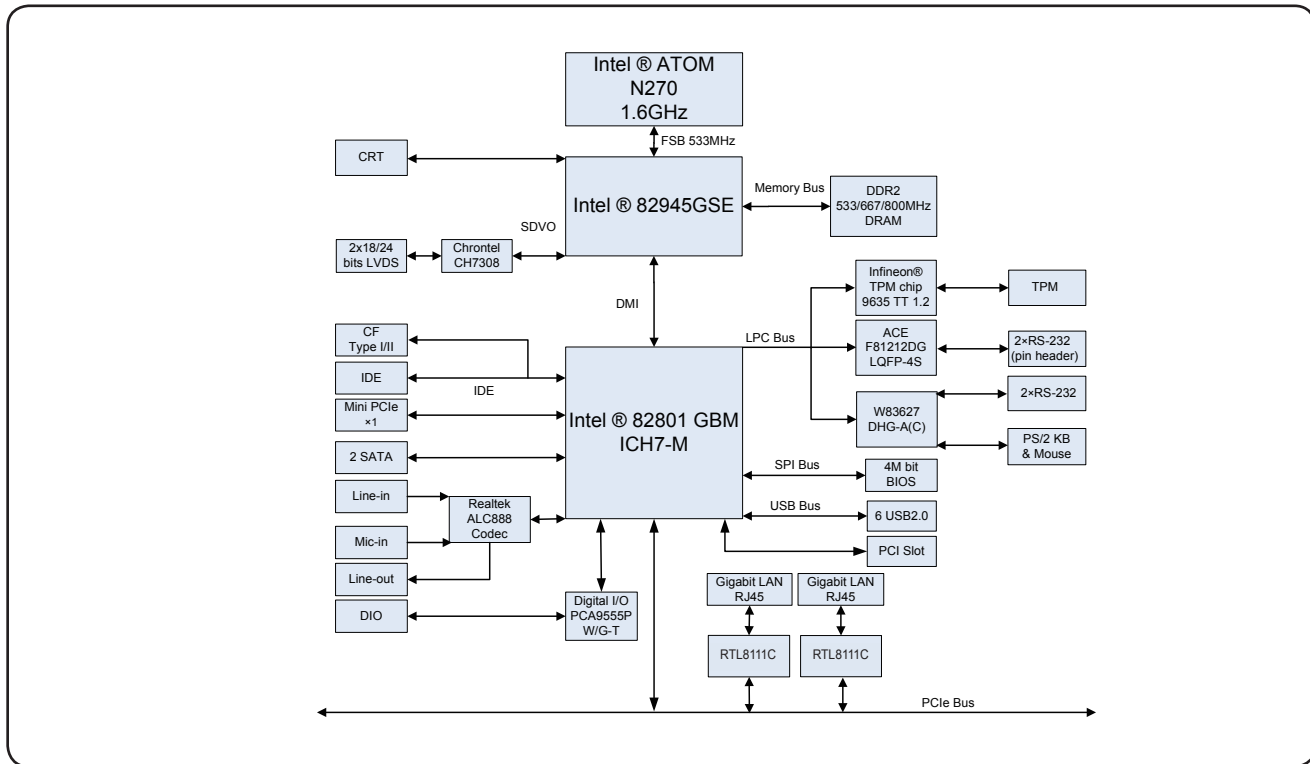 Intel ® ATOM
N270
1.6GHz
FSB 533MHz
CRT
Intel ® 82945GSE
Memory Bus
DDR2
533/667/800MHz
DRAM
SDVO
2x18/24
bits LVDS
Chrontel
CH7308
DMI
Infineon®
TPM chip
9635 TT 1.2
TPM
LPC Bus
ACE
F81212DG
LQFP-4S
2×RS-232
(pin header)
CF
Type I/II
IDE
IDE
Mini PCIe
×1
2 SATA
Intel ® 82801 GBM
ICH7-M
W83627
DHG-A(C)
2×RS-232
PS/2 KB
& Mouse
SPI Bus
4M bit
BIOS
USB Bus
6 USB2.0
PCI Slot
Line-in
Realtek
ALC888
Codec
Mic-in
Line-out
DIO
Digital I/O
PCA9555P
W/G-T
Gigabit LAN
RJ45
Gigabit LAN
RJ45
RTL8111C
RTL8111C
PCIe Bus